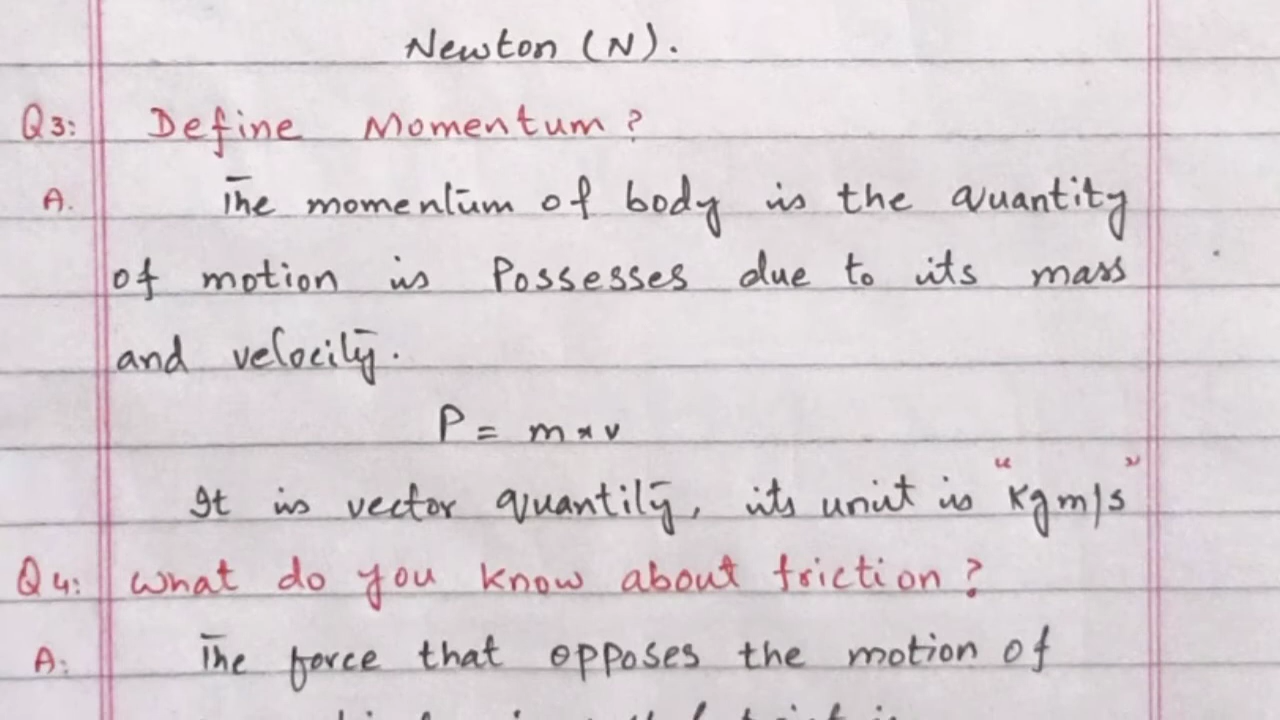 Newton (N).
Q3: Define Momentum?
A. The momentum of body is the quantity
of motion is Possesses due to its mass
and velocity.
P = m × v
It is vector quantity, its unit is "Kgm/s"
Q4: What do you know about friction?
A: The force that opposes the motion of